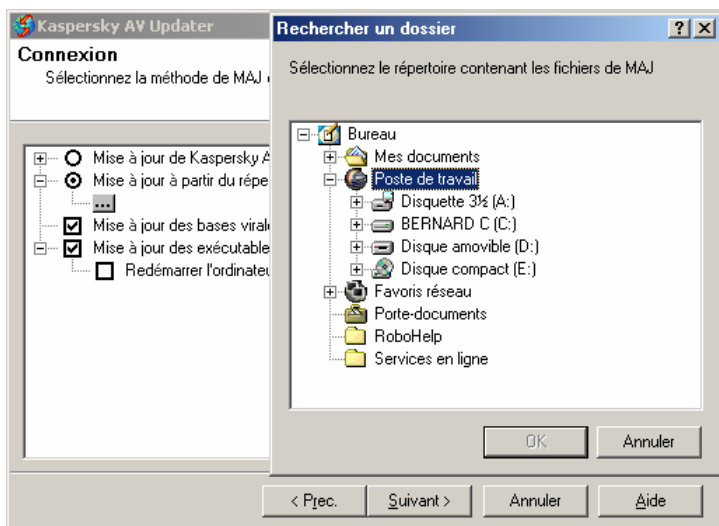 Kaspersky AV Updater
Connexion
Sélectionnez la méthode de MAJ
Mise à jour de Kaspersky A
Mise à jour à partir du réper
...
Mise à jour des bases virale
Mise à jour des exécutable
Redémarrer l'ordinateu
Rechercher un dossier
Sélectionnez le répertoire contenant les fichiers de MAJ
Bureau
Mes documents
Poste de travail
Disquette 3½ (A:)
BERNARD C (C:)
Disque amovible (D:)
Disque compact (E:)
Favoris réseau
Porte-documents
RoboHelp
Services en ligne
OK
Annuler
< Prec.
Suivant >
Annuler
Aide